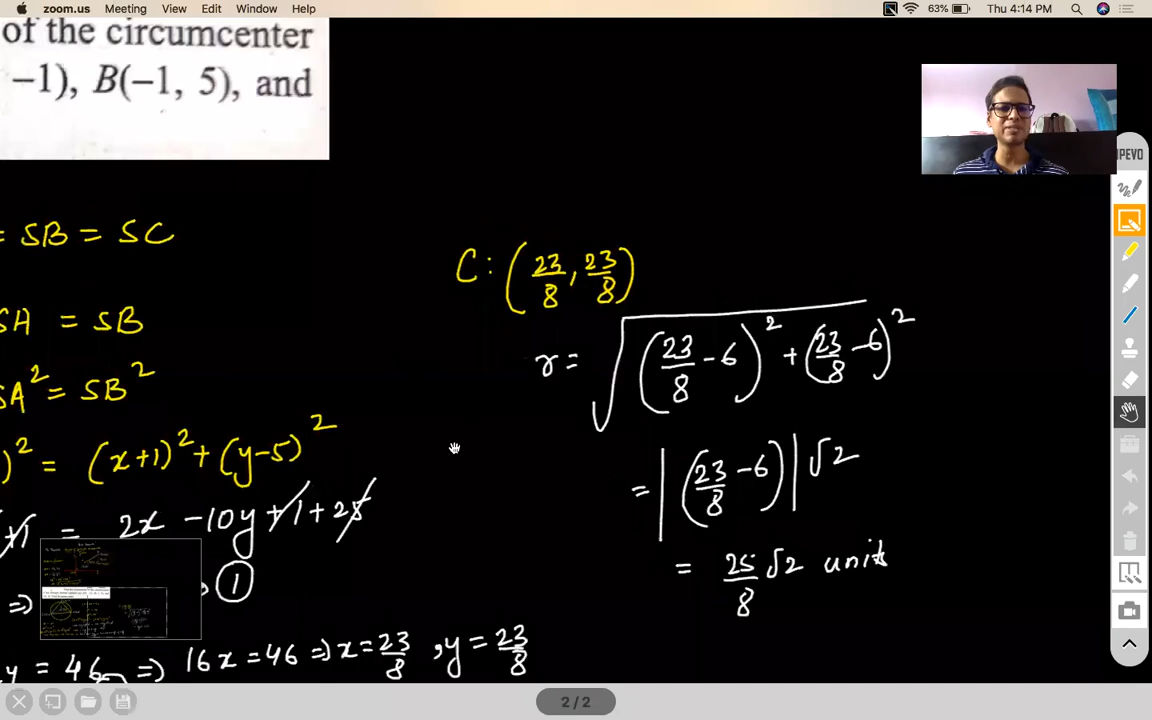 zoom.us Meeting View Edit Window Help 63% Thu 4:14 PM
of the circumcenter
−1), B(−1, 5), and
IPEVO
= SB = SC
SA = SB
SA² = SB²
)² = (x+1)² + (y−5)²
+1 = 2x −10y +1 +25
⇒ , ①
y = 46 ⇒ 16x = 46 ⇒ x = 23/8 , y = 23/8
C: (23/8, 23/8)
r = √((23/8 − 6)² + (23/8 − 6)²)
= |(23/8 − 6)| √2
= 25/8 √2 units
2 / 2